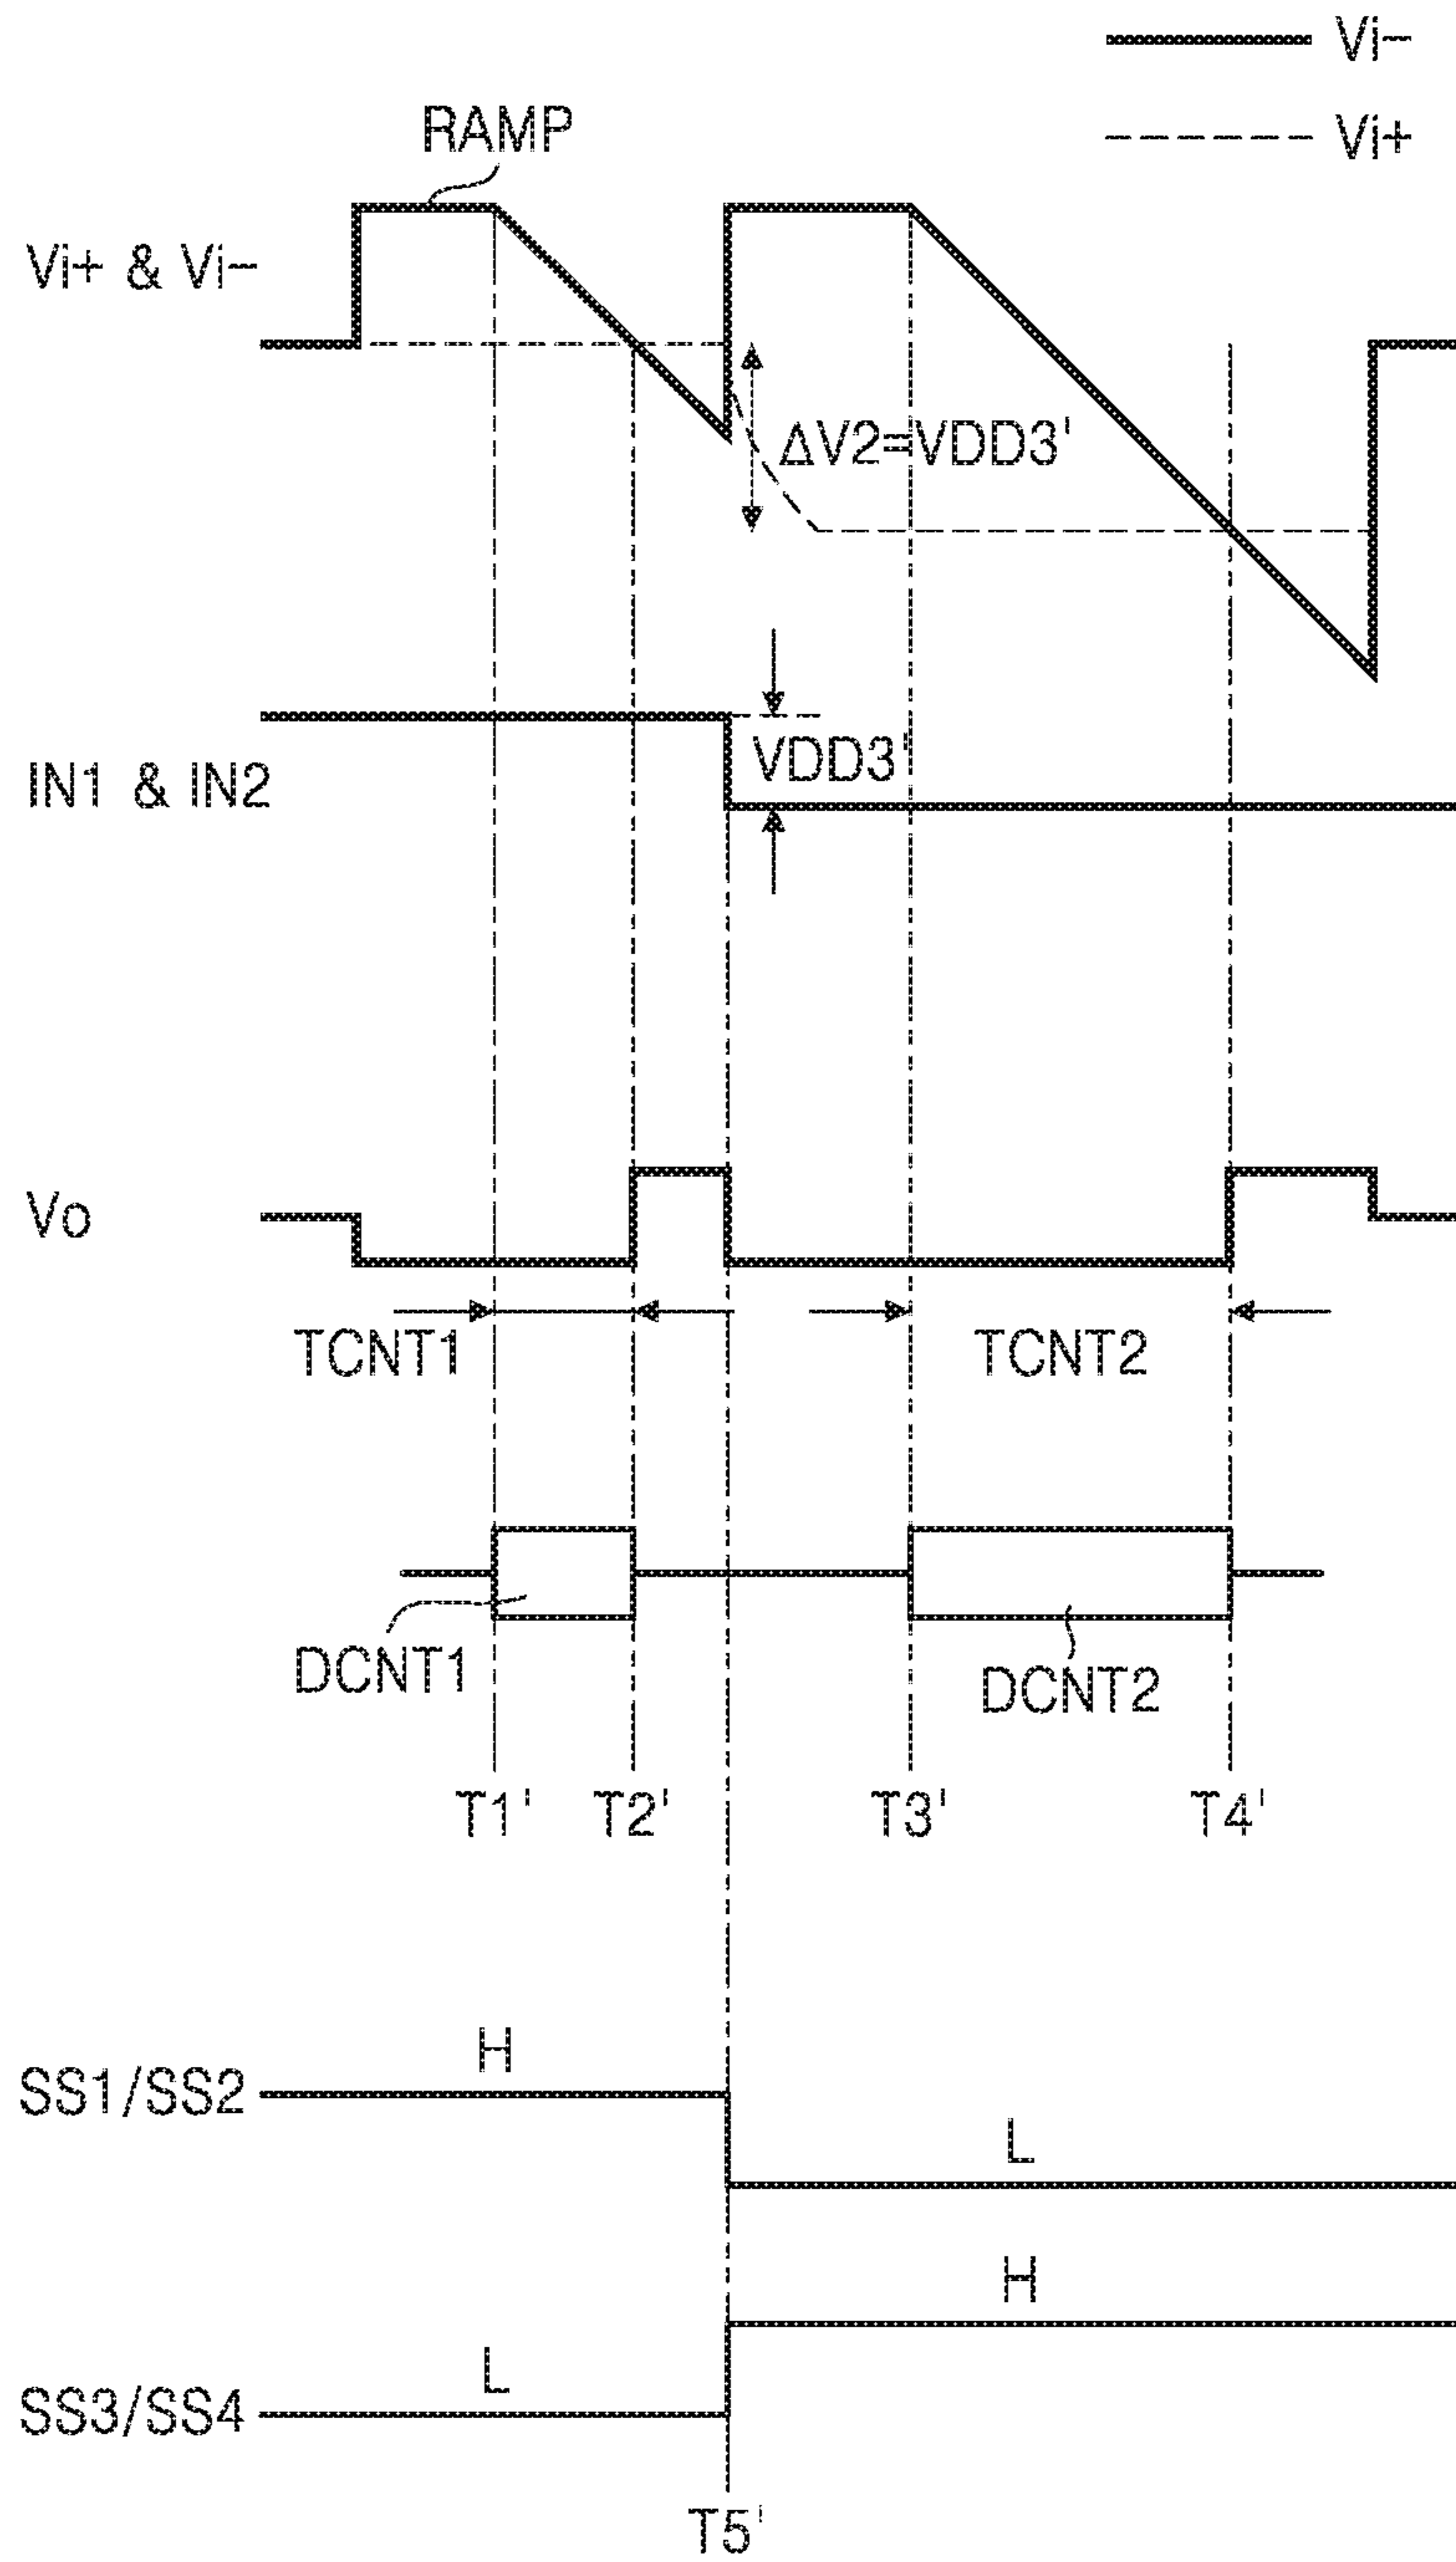 Vi−
Vi+
RAMP
Vi+ & Vi−
ΔV2=VDD3'
VDD3'
IN1 & IN2
Vo
TCNT1
TCNT2
DCNT1
DCNT2
T1'
T2'
T3'
T4'
H
SS1/SS2
L
H
L
SS3/SS4
T5'